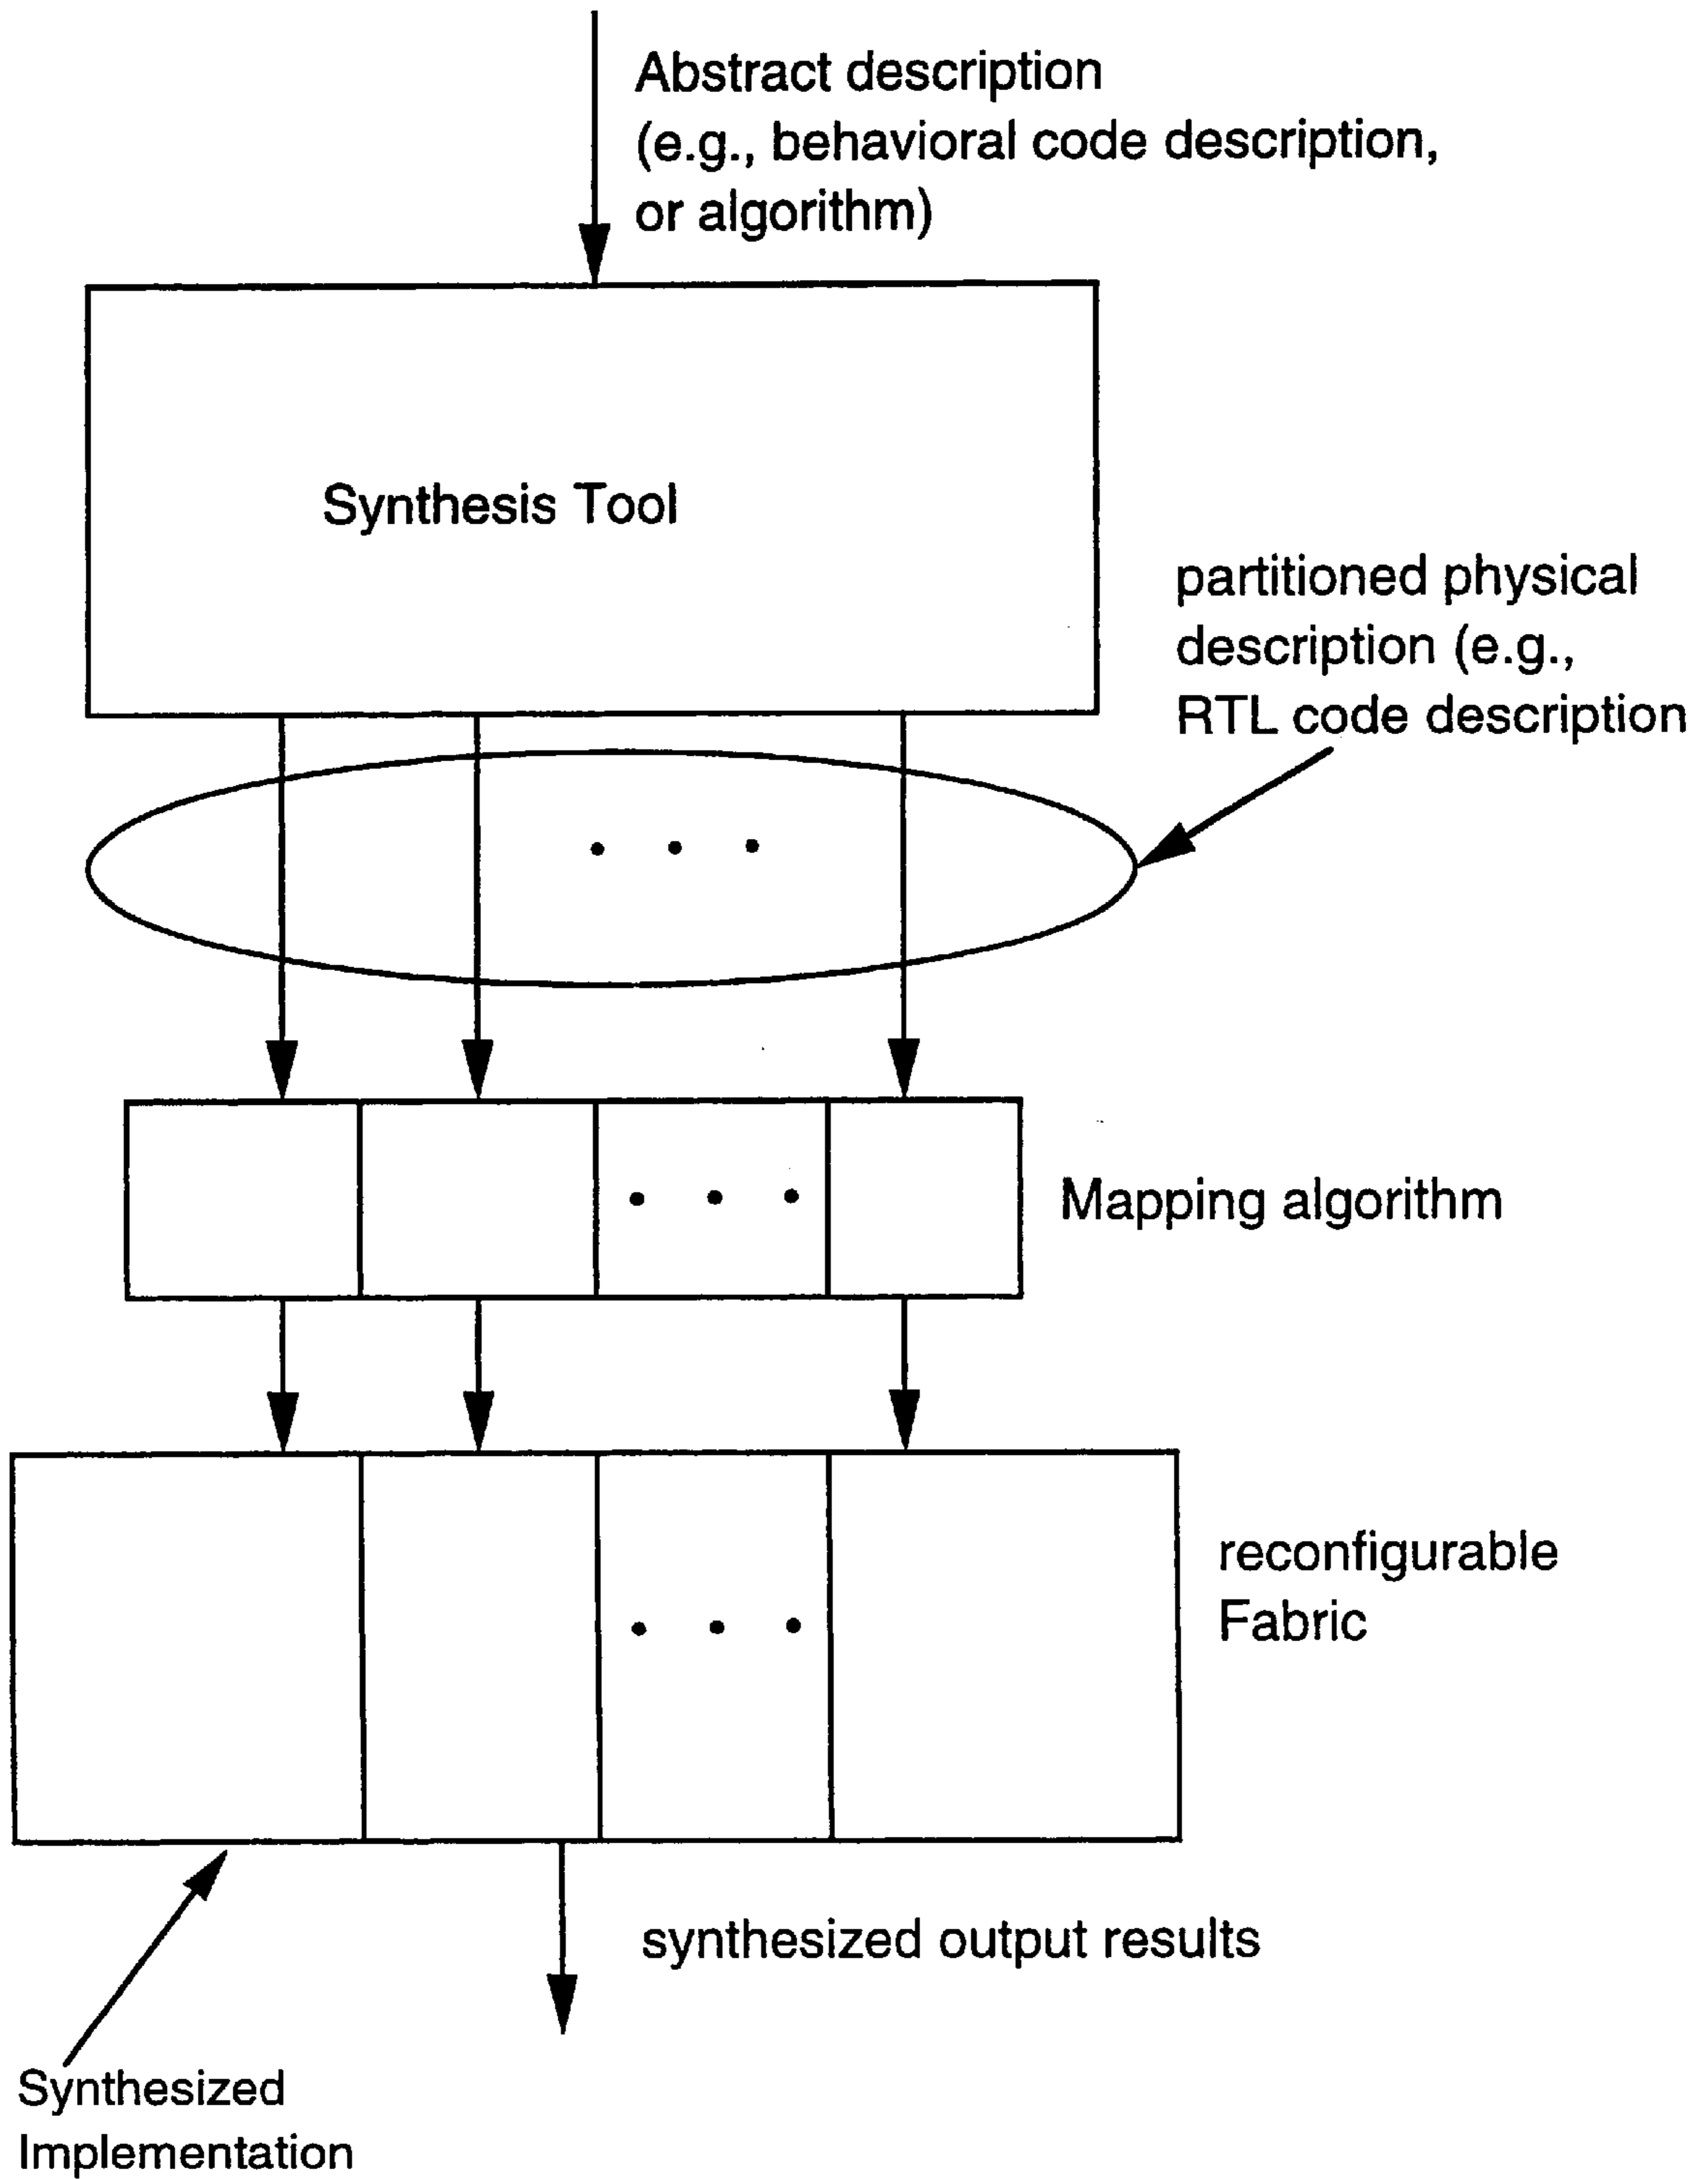 Abstract description
(e.g., behavioral code description,
or algorithm)
Synthesis Tool
partitioned physical
description (e.g.,
RTL code description
Mapping algorithm
reconfigurable
Fabric
synthesized output results
Synthesized
Implementation